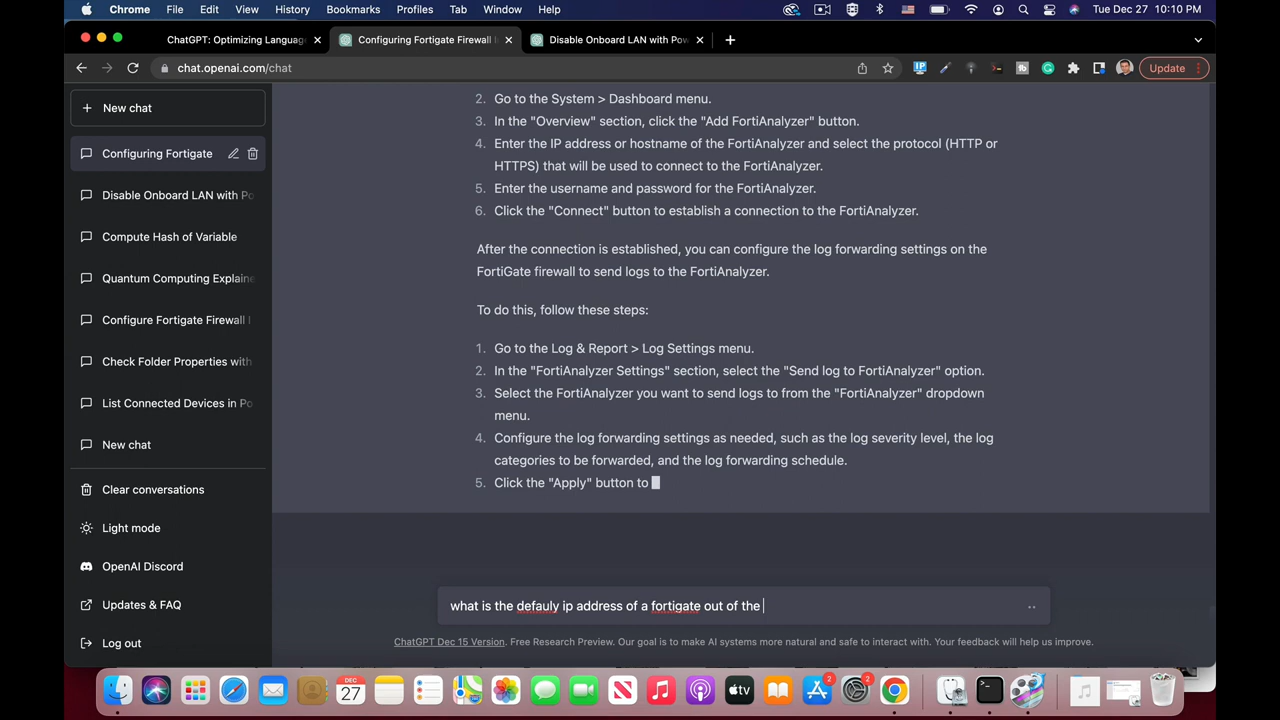 Chrome File Edit View History Bookmarks Profiles Tab Window Help Tue Dec 27 10:10 PM
ChatGPT: Optimizing Languag Configuring Fortigate Firewall Disable Onboard LAN with Pow
chat.openai.com/chat Update
New chat
Configuring Fortigate
Disable Onboard LAN with Po
Compute Hash of Variable
Quantum Computing Explaine
Configure Fortigate Firewall
Check Folder Properties with
List Connected Devices in Po
New chat
Clear conversations
Light mode
OpenAI Discord
Updates & FAQ
Log out
2. Go to the System > Dashboard menu.
3. In the "Overview" section, click the "Add FortiAnalyzer" button.
4. Enter the IP address or hostname of the FortiAnalyzer and select the protocol (HTTP or
HTTPS) that will be used to connect to the FortiAnalyzer.
5. Enter the username and password for the FortiAnalyzer.
6. Click the "Connect" button to establish a connection to the FortiAnalyzer.
After the connection is established, you can configure the log forwarding settings on the
FortiGate firewall to send logs to the FortiAnalyzer.
To do this, follow these steps:
1. Go to the Log & Report > Log Settings menu.
2. In the "FortiAnalyzer Settings" section, select the "Send log to FortiAnalyzer" option.
3. Select the FortiAnalyzer you want to send logs to from the "FortiAnalyzer" dropdown
menu.
4. Configure the log forwarding settings as needed, such as the log severity level, the log
categories to be forwarded, and the log forwarding schedule.
5. Click the "Apply" button to
what is the defauly ip address of a fortigate out of the
ChatGPT Dec 15 Version. Free Research Preview. Our goal is to make AI systems more natural and safe to interact with. Your feedback will help us improve.
DEC
27
tv
2
2